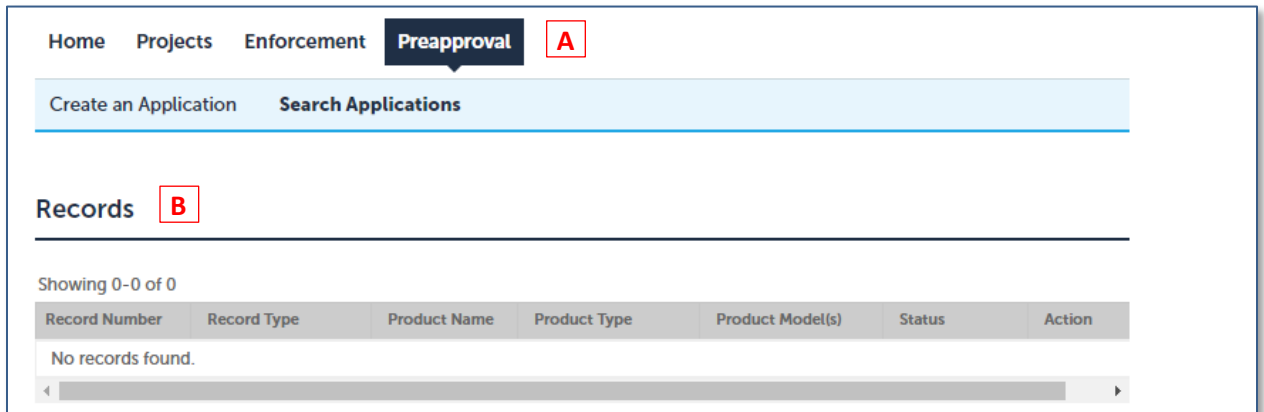 Home Projects Enforcement Preapproval A
Create an Application Search Applications
Records B
Showing 0-0 of 0
Record Number Record Type Product Name Product Type Product Model(s) Status Action
No records found.